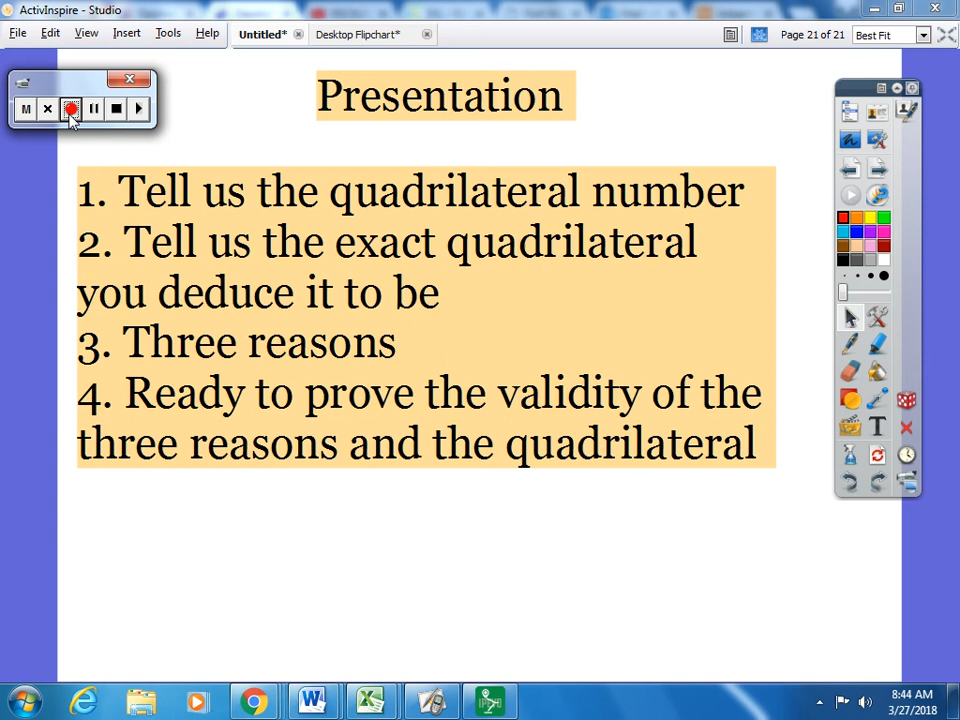 ActivInspire - Studio
File Edit View Insert Tools Help
Untitled* Desktop Flipchart*
Page 21 of 21 Best Fit
M
Presentation
1. Tell us the quadrilateral number
2. Tell us the exact quadrilateral
you deduce it to be
3. Three reasons
4. Ready to prove the validity of the
three reasons and the quadrilateral
T
8:44 AM
3/27/2018